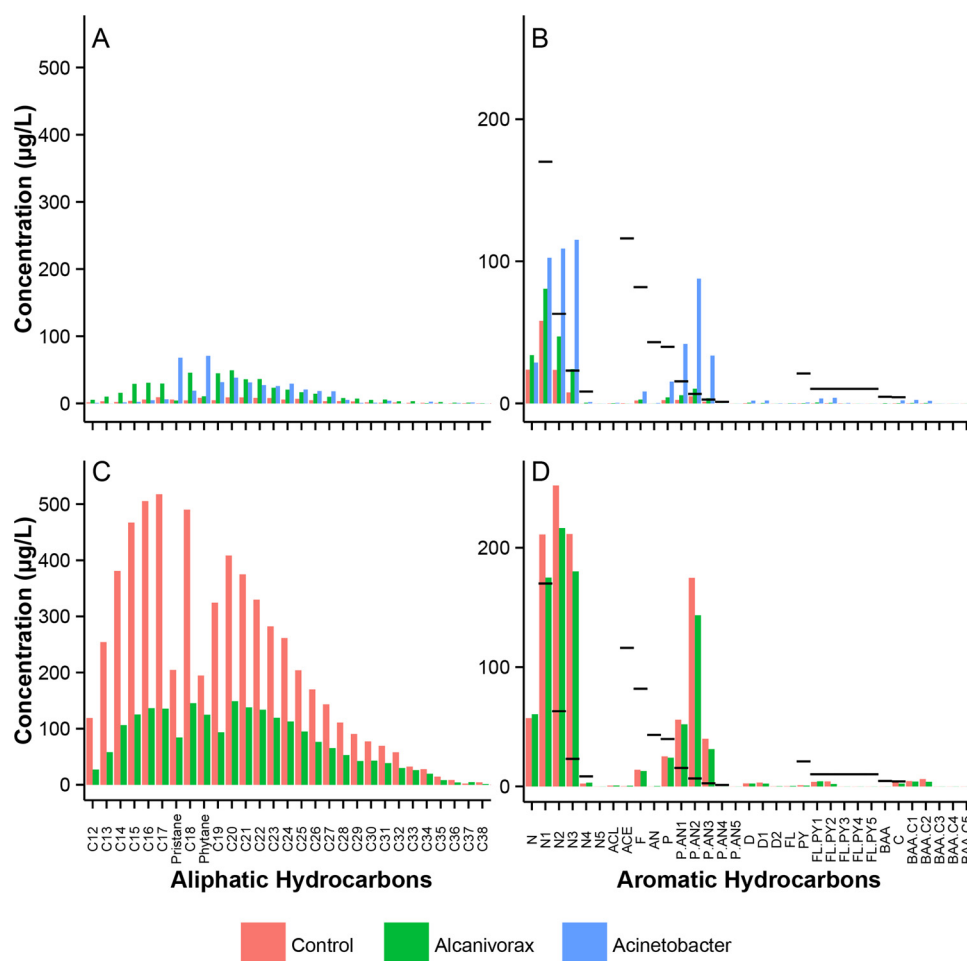 A
B
Concentration (µg/L)
500
400
300
200
100
0
200
100
0
C
D
Concentration (µg/L)
500
400
300
200
100
0
200
100
0
C12
C13
C14
C15
C16
C17
Pristane
C18
Phytane
C19
C20
C21
C22
C23
C24
C25
C26
C27
C28
C29
C30
C31
C32
C33
C34
C35
C36
C37
C38
N
N1
N2
N3
N4
N5
ACL
ACE
F
AN
P
P.AN1
P.AN2
P.AN3
P.AN4
P.AN5
D
D1
D2
FL
PY
FL.PY1
FL.PY2
FL.PY3
FL.PY4
FL.PY5
BAA
C
BAA.C1
BAA.C2
BAA.C3
BAA.C4
Aliphatic Hydrocarbons
Aromatic Hydrocarbons
Control
Alcanivorax
Acinetobacter